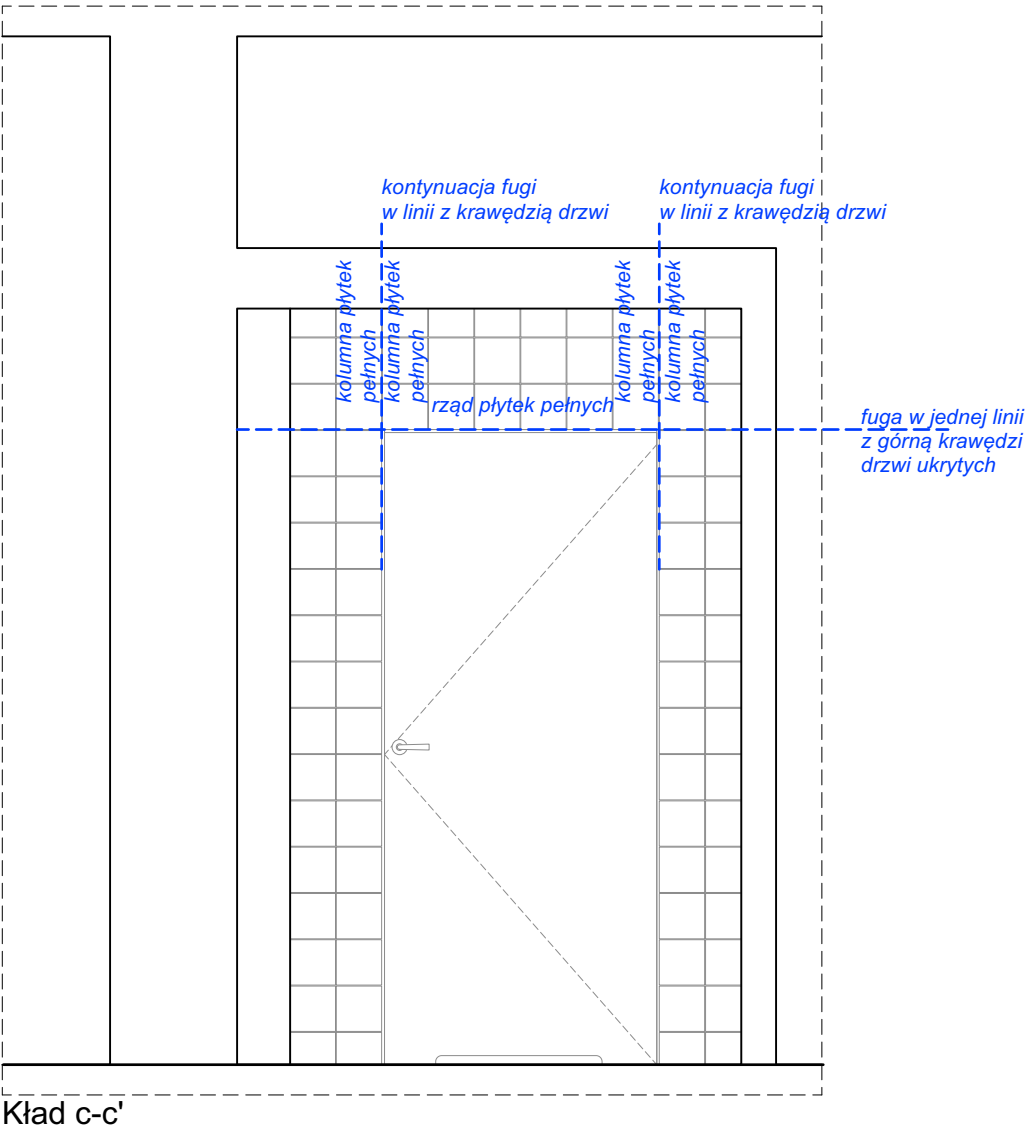 kontynuacja fugi
w linii z krawędzią drzwi
kontynuacja fugi
w linii z krawędzią drzwi
kolumna płytek
pełnych
kolumna płytek
pełnych
kolumna płytek
pełnych
kolumna płytek
pełnych
rząd płytek pełnych
fuga w jednej linii
z górną krawędzi
drzwi ukrytych
Kład c-c'